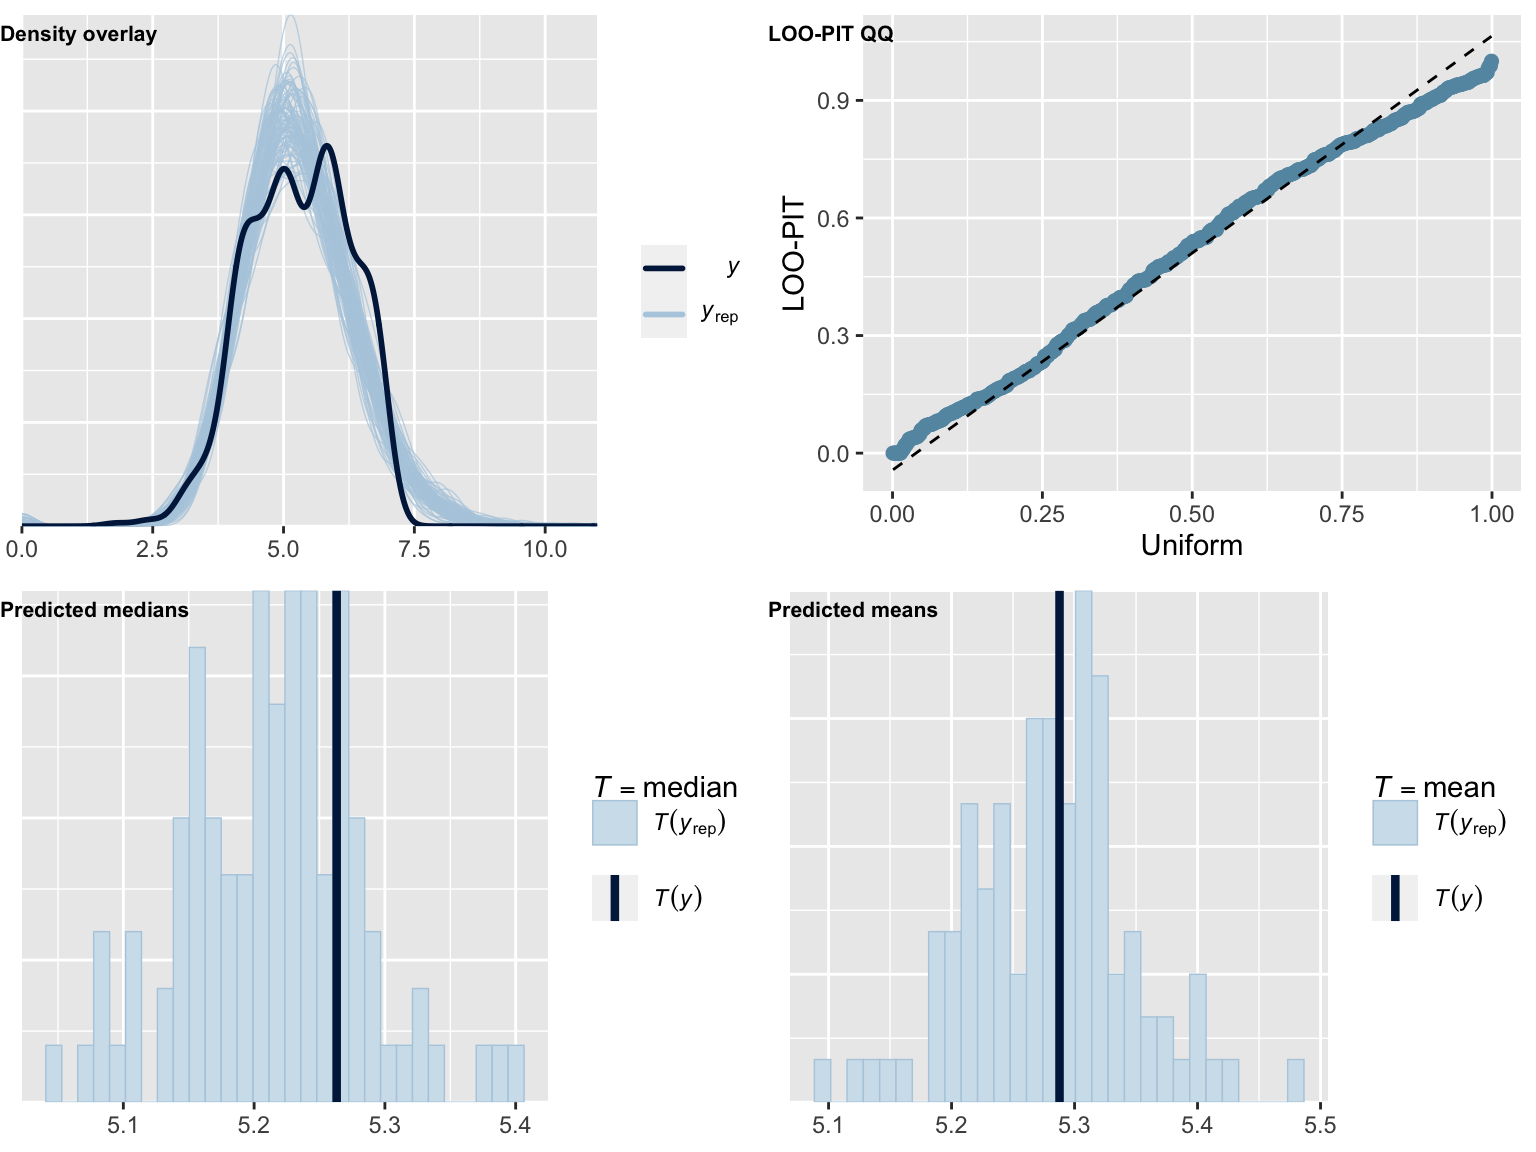 Density overlay
y
y rep
0.0 2.5 5.0 7.5 10.0
LOO-PIT QQ
LOO-PIT
0.9
0.6
0.3
0.0
0.00 0.25 0.50 0.75 1.00
Uniform
Predicted medians
T = median
T(y rep)
T(y)
5.1 5.2 5.3 5.4
Predicted means
T = mean
T(y rep)
T(y)
5.1 5.2 5.3 5.4 5.5